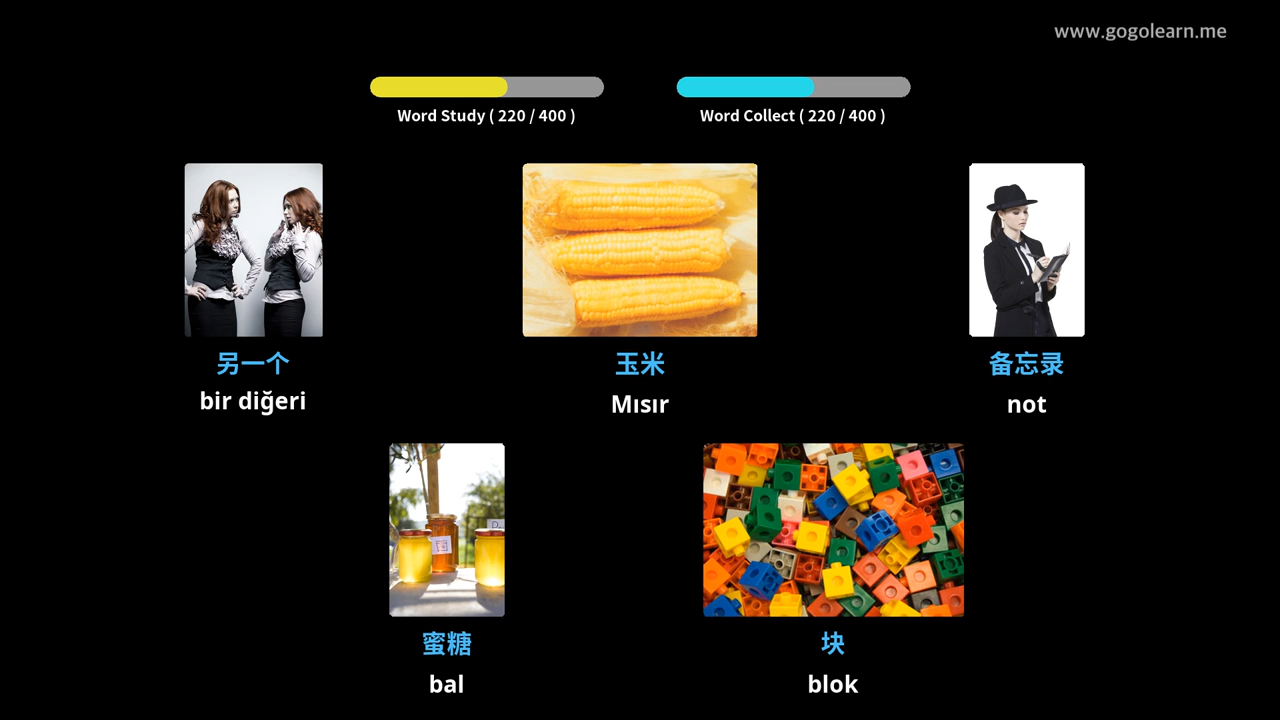 www.gogolearn.me
Word Study ( 220 / 400 )
Word Collect ( 220 / 400 )
另一个
bir diğeri
玉米
Mısır
备忘录
not
蜜糖
bal
块
blok